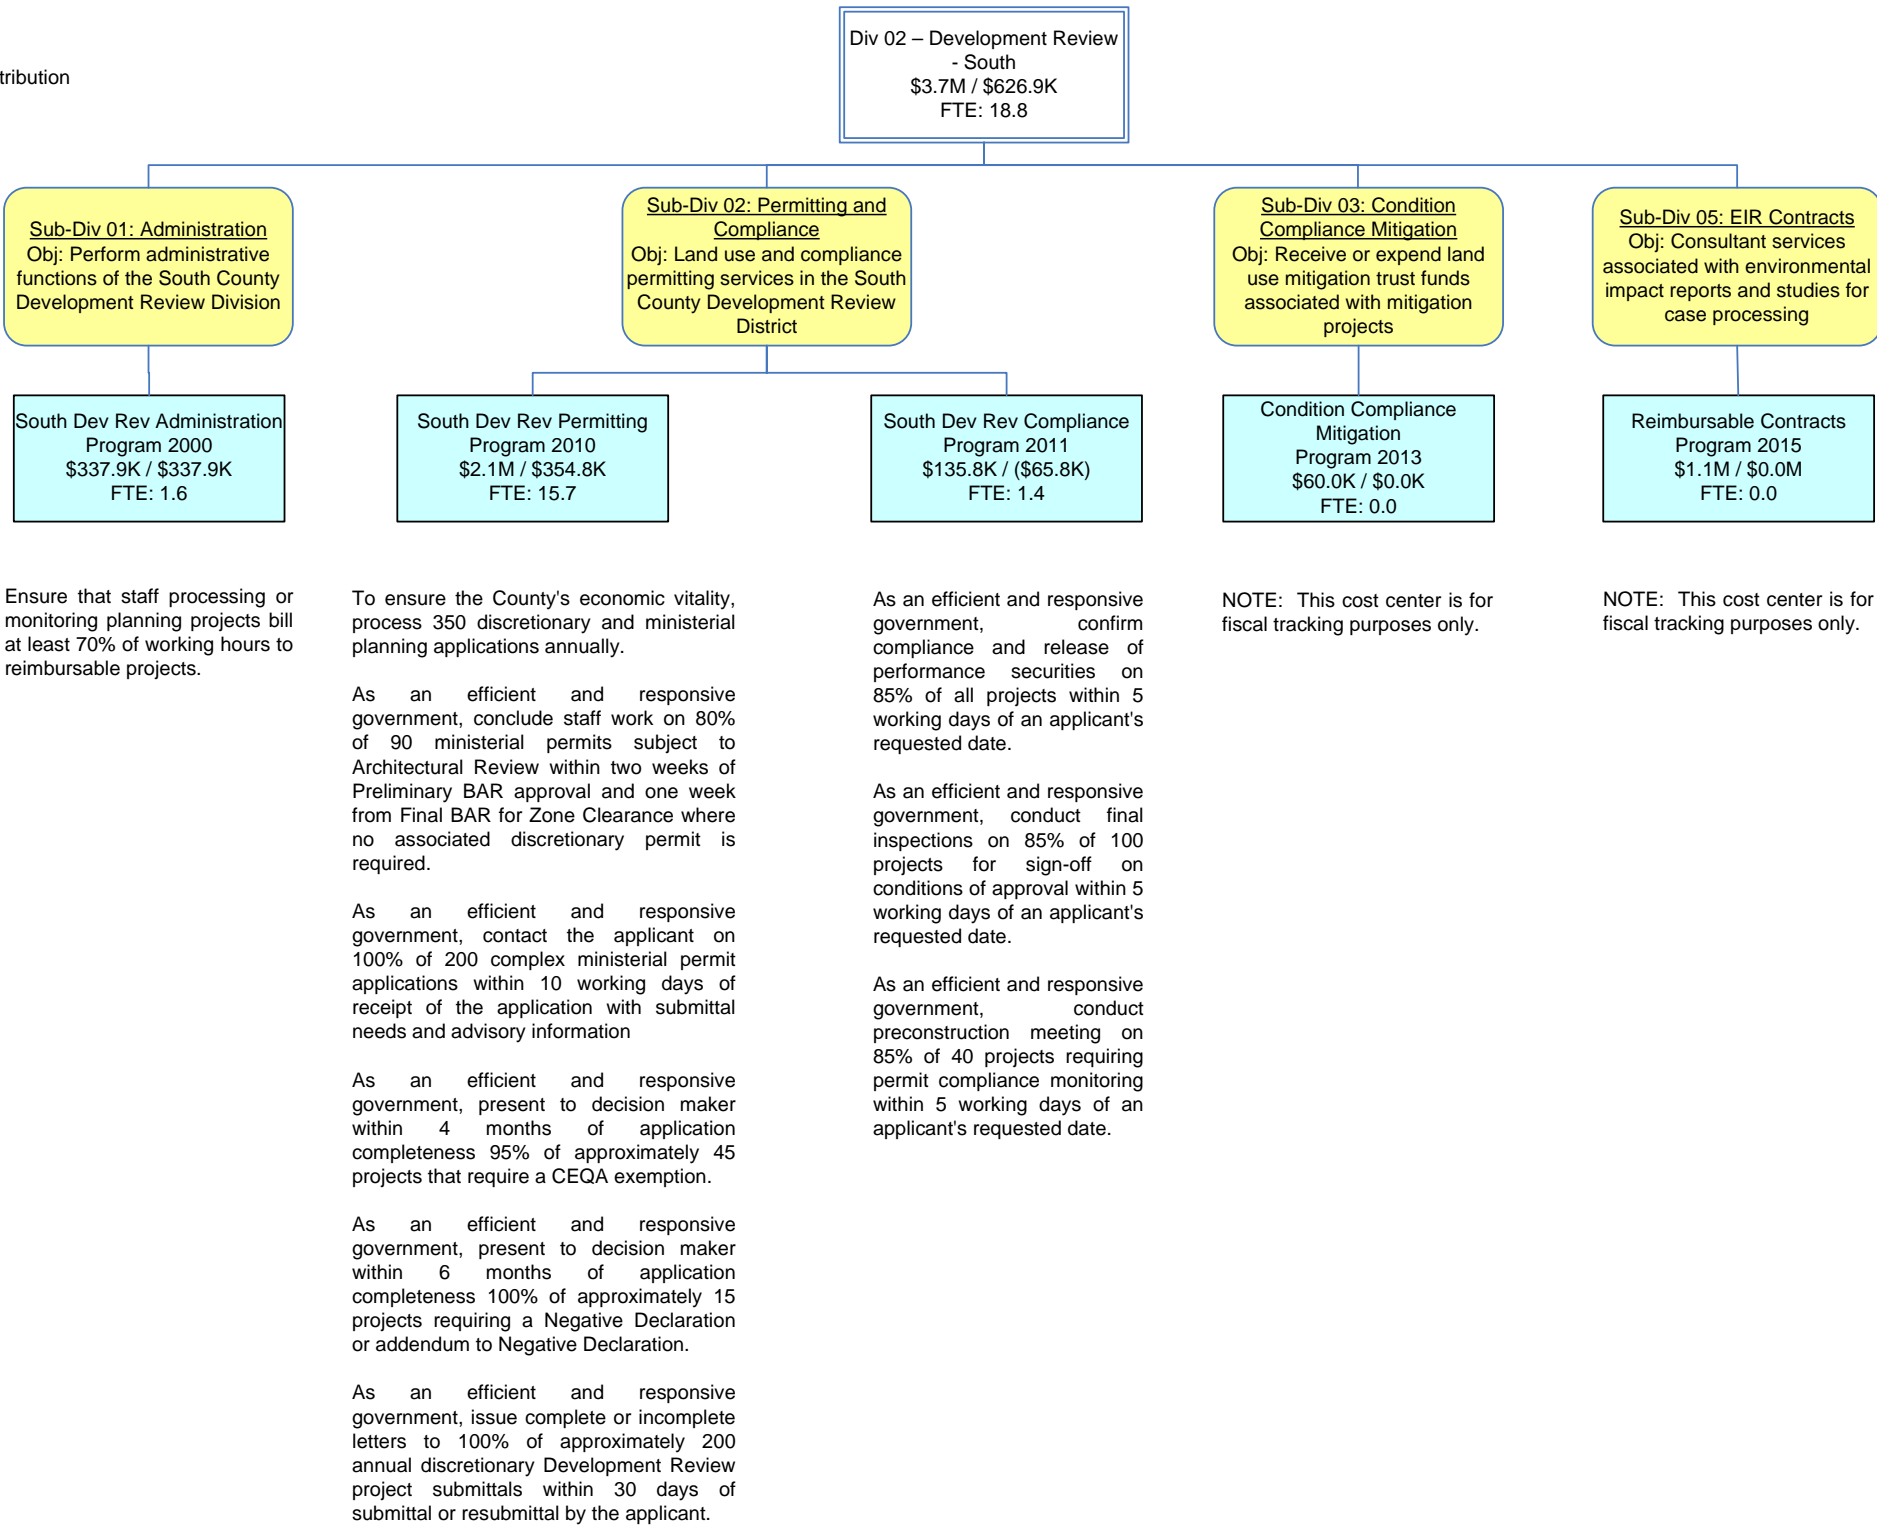 Div 02 – Development Review
- South
$3.7M / $626.9K
FTE: 18.8
tribution
Sub-Div 01: Administration
Obj: Perform administrative
functions of the South County
Development Review Division
Sub-Div 02: Permitting and
Compliance
Obj: Land use and compliance
permitting services in the South
County Development Review
District
Sub-Div 03: Condition
Compliance Mitigation
Obj: Receive or expend land
use mitigation trust funds
associated with mitigation
projects
Sub-Div 05: EIR Contracts
Obj: Consultant services
associated with environmental
impact reports and studies for
case processing
South Dev Rev Administration
Program 2000
$337.9K / $337.9K
FTE: 1.6
South Dev Rev Permitting
Program 2010
$2.1M / $354.8K
FTE: 15.7
South Dev Rev Compliance
Program 2011
$135.8K / ($65.8K)
FTE: 1.4
Condition Compliance
Mitigation
Program 2013
$60.0K / $0.0K
FTE: 0.0
Reimbursable Contracts
Program 2015
$1.1M / $0.0M
FTE: 0.0
Ensure that staff processing or
monitoring planning projects bill
at least 70% of working hours to
reimbursable projects.
To ensure the County's economic vitality,
process 350 discretionary and ministerial
planning applications annually.
As an efficient and responsive
government, conclude staff work on 80%
of 90 ministerial permits subject to
Architectural Review within two weeks of
Preliminary BAR approval and one week
from Final BAR for Zone Clearance where
no associated discretionary permit is
required.
As an efficient and responsive
government, contact the applicant on
100% of 200 complex ministerial permit
applications within 10 working days of
receipt of the application with submittal
needs and advisory information
As an efficient and responsive
government, present to decision maker
within 4 months of application
completeness 95% of approximately 45
projects that require a CEQA exemption.
As an efficient and responsive
government, present to decision maker
within 6 months of application
completeness 100% of approximately 15
projects requiring a Negative Declaration
or addendum to Negative Declaration.
As an efficient and responsive
government, issue complete or incomplete
letters to 100% of approximately 200
annual discretionary Development Review
project submittals within 30 days of
submittal or resubmittal by the applicant.
As an efficient and responsive
government, confirm
compliance and release of
performance securities on
85% of all projects within 5
working days of an applicant's
requested date.
As an efficient and responsive
government, conduct final
inspections on 85% of 100
projects for sign-off on
conditions of approval within 5
working days of an applicant's
requested date.
As an efficient and responsive
government, conduct
preconstruction meeting on
85% of 40 projects requiring
permit compliance monitoring
within 5 working days of an
applicant's requested date.
NOTE: This cost center is for
fiscal tracking purposes only.
NOTE: This cost center is for
fiscal tracking purposes only.